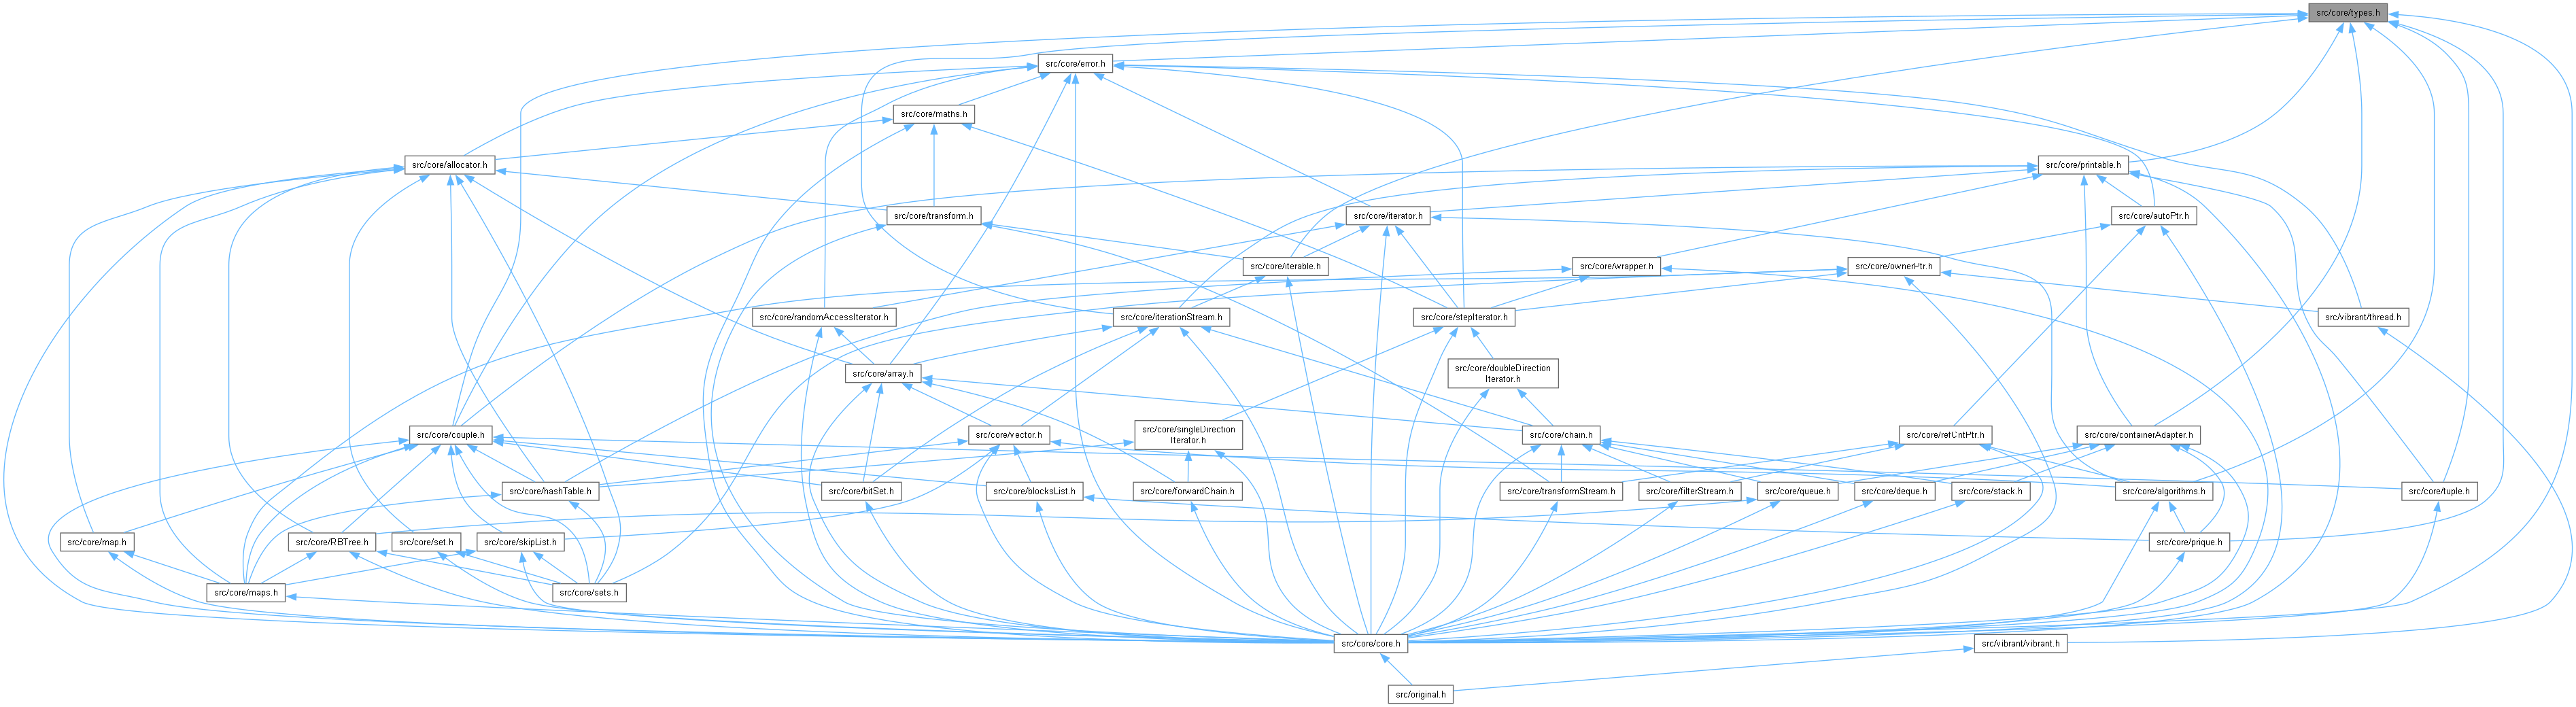 src/core/types.h
src/core/error.h
src/core/maths.h
src/core/allocator.h
src/core/printable.h
src/core/transform.h
src/core/iterator.h
src/core/autoPtr.h
src/core/iterable.h
src/core/wrapper.h
src/core/ownerPtr.h
src/core/randomAccessIterator.h
src/core/iterationStream.h
src/core/stepIterator.h
src/vibrant/thread.h
src/core/array.h
src/core/doubleDirection
Iterator.h
src/core/couple.h
src/core/vector.h
src/core/singleDirection
Iterator.h
src/core/chain.h
src/core/refCntPtr.h
src/core/containerAdapter.h
src/core/hashTable.h
src/core/bitSet.h
src/core/blocksList.h
src/core/forwardChain.h
src/core/transformStream.h
src/core/filterStream.h
src/core/queue.h
src/core/deque.h
src/core/stack.h
src/core/algorithms.h
src/core/tuple.h
src/core/map.h
src/core/RBTree.h
src/core/set.h
src/core/skipList.h
src/core/prique.h
src/core/maps.h
src/core/sets.h
src/core/core.h
src/vibrant/vibrant.h
src/original.h